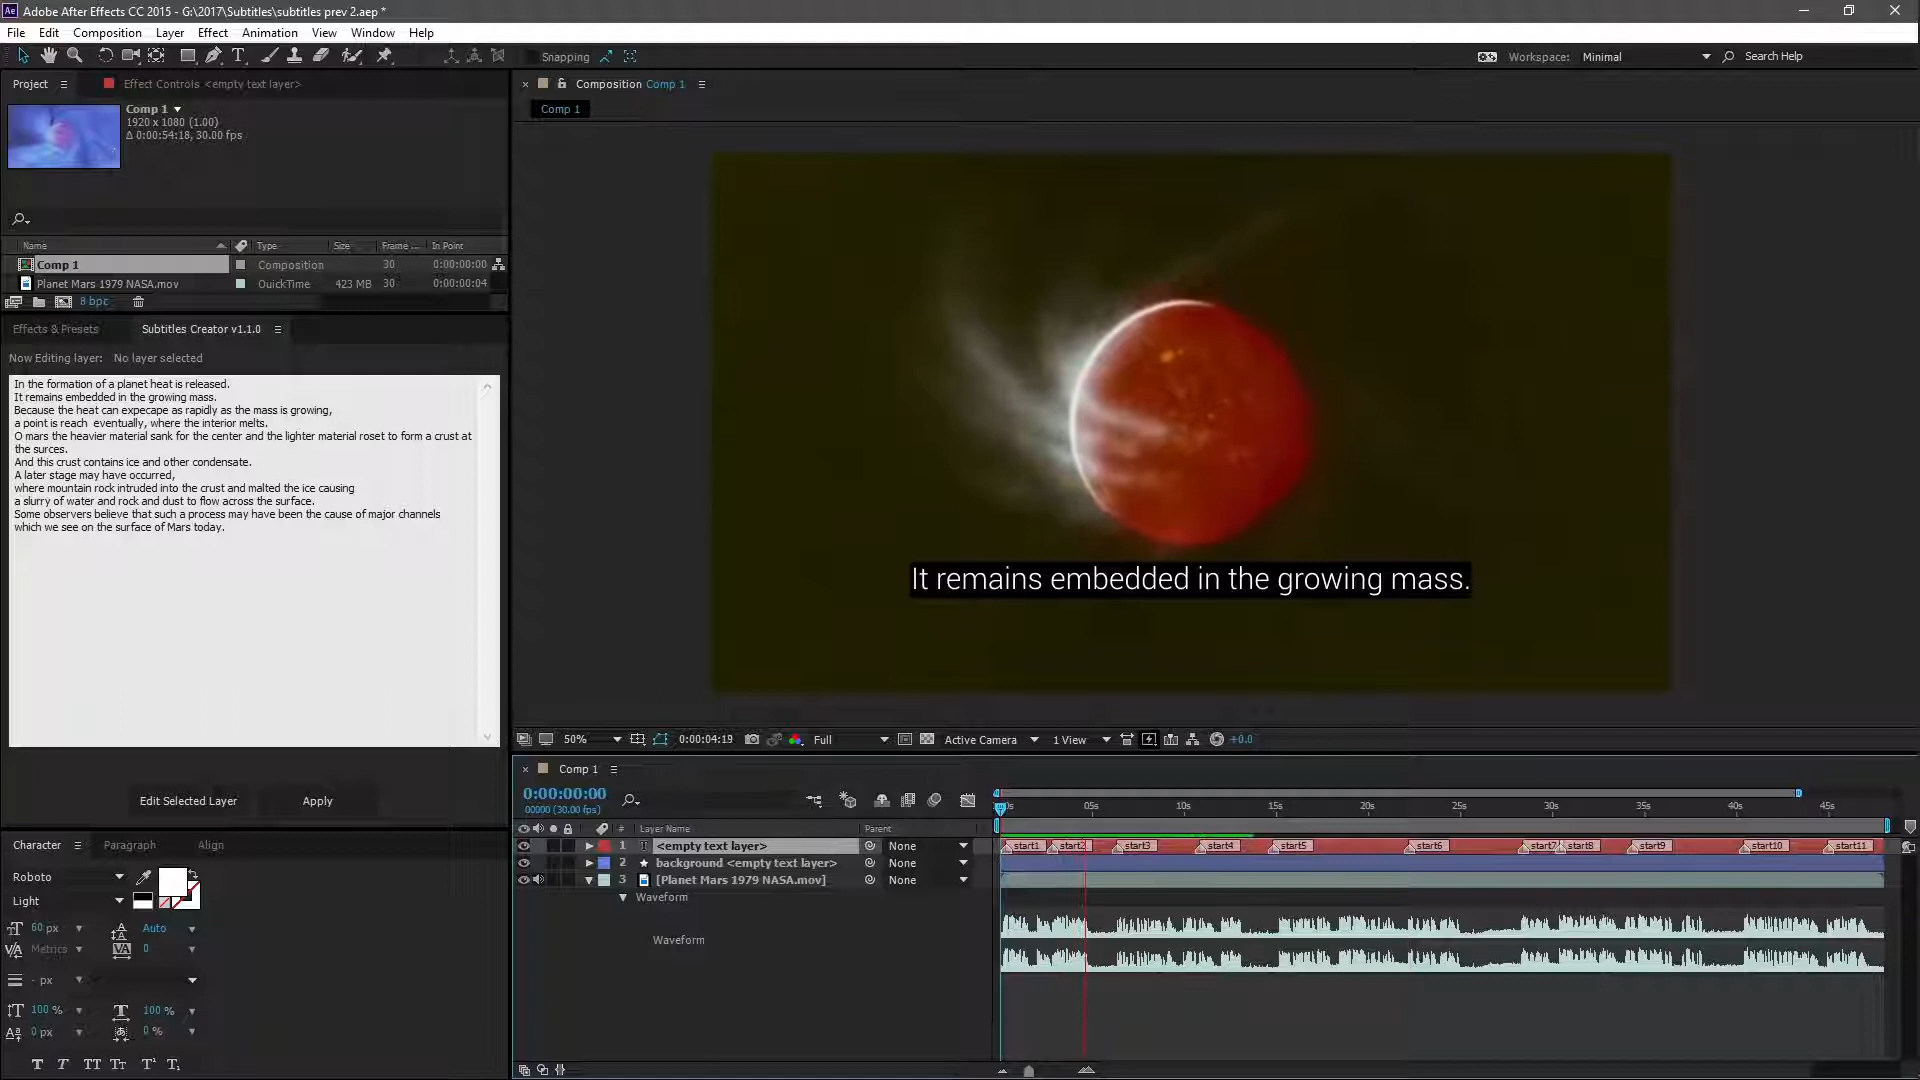 Ae Adobe After Effects CC 2015 - G:\2017\Subtitles\subtitles prev 2.aep *
File Edit Composition Layer Effect Animation View Window Help
Snapping
Workspace: Minimal
Search Help
Project
Effect Controls <empty text layer>
Comp 1
1920 x 1080 (1.00)
Δ 0:00:54:18, 30.00 fps
Name Type Size Frame ... In Point
Comp 1 Composition 30 0:00:00:00
Planet Mars 1979 NASA.mov QuickTime 423 MB 30 0:00:00:04
8 bpc
Effects & Presets
Subtitles Creator v1.1.0
Now Editing layer: No layer selected
In the formation of a planet heat is released.
It remains embedded in the growing mass.
Because the heat can expecape as rapidly as the mass is growing,
a point is reach eventually, where the interior melts.
O mars the heavier material sank for the center and the lighter material roset to form a crust at
the surces.
And this crust contains ice and other condensate.
A later stage may have occurred,
where mountain rock intruded into the crust and malted the ice causing
a slurry of water and rock and dust to flow across the surface.
Some observers believe that such a process may have been the cause of major channels
which we see on the surface of Mars today.
Edit Selected Layer
Apply
Character
Paragraph
Align
Roboto
Light
60 px
Auto
Metrics
0
- px
100 %
100 %
0 px
0 %
T T TT Tt T¹ T₁
Composition Comp 1
Comp 1
It remains embedded in the growing mass.
50%
0:00:04:19
Full
Active Camera
1 View
+0.0
Comp 1
0:00:00:00
00000 (30.00 fps)
# Layer Name Parent
1 <empty text layer> None
2 background <empty text layer> None
3 [Planet Mars 1979 NASA.mov] None
Waveform
Waveform
0s 05s 10s 15s 20s 25s 30s 35s 40s 45s
start1 start2 start3 start4 start5 start6 start7 start8 start9 start10 start11